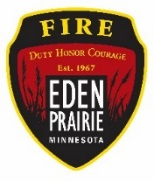 FIRE
DUTY HONOR COURAGE
EST. 1967
EDEN
PRAIRIE
MINNESOTA